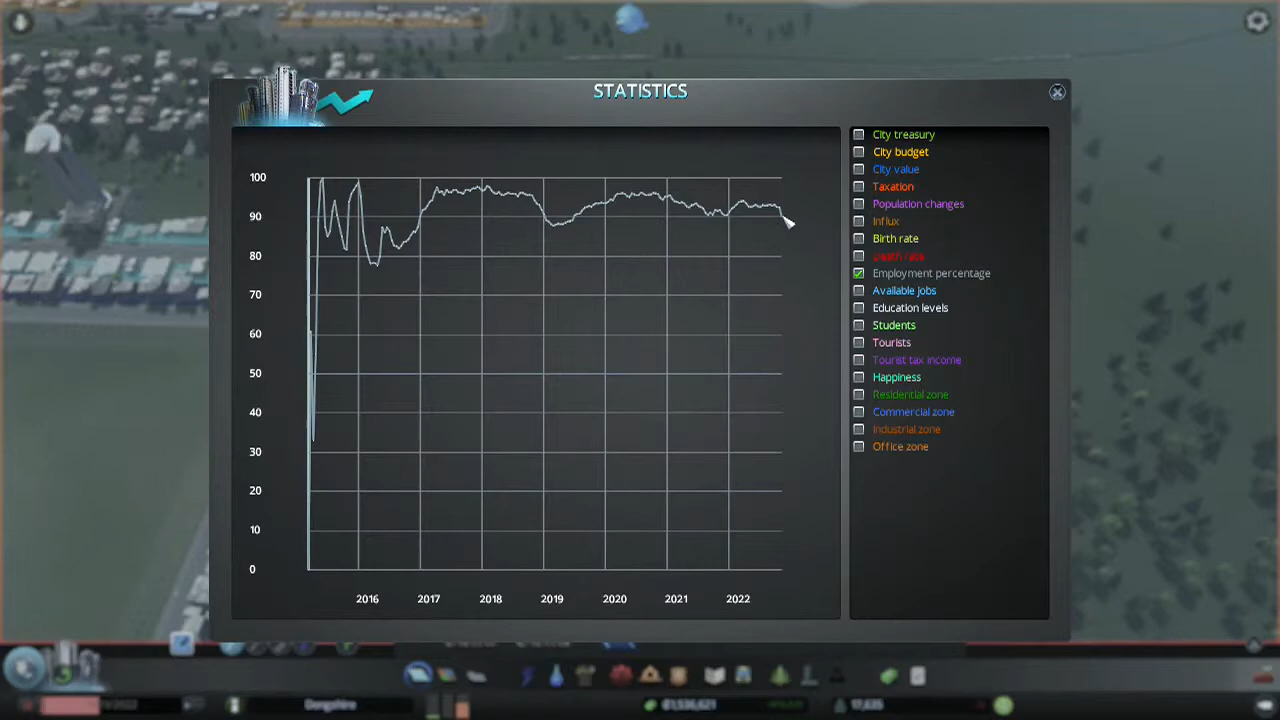 STATISTICS
100
90
80
70
60
50
40
30
20
10
0
2016 2017 2018 2019 2020 2021 2022
City treasury
City budget
City value
Taxation
Population changes
Influx
Birth rate
Death rate
Employment percentage
Available jobs
Education levels
Students
Tourists
Tourist tax income
Happiness
Residential zone
Commercial zone
Industrial zone
Office zone